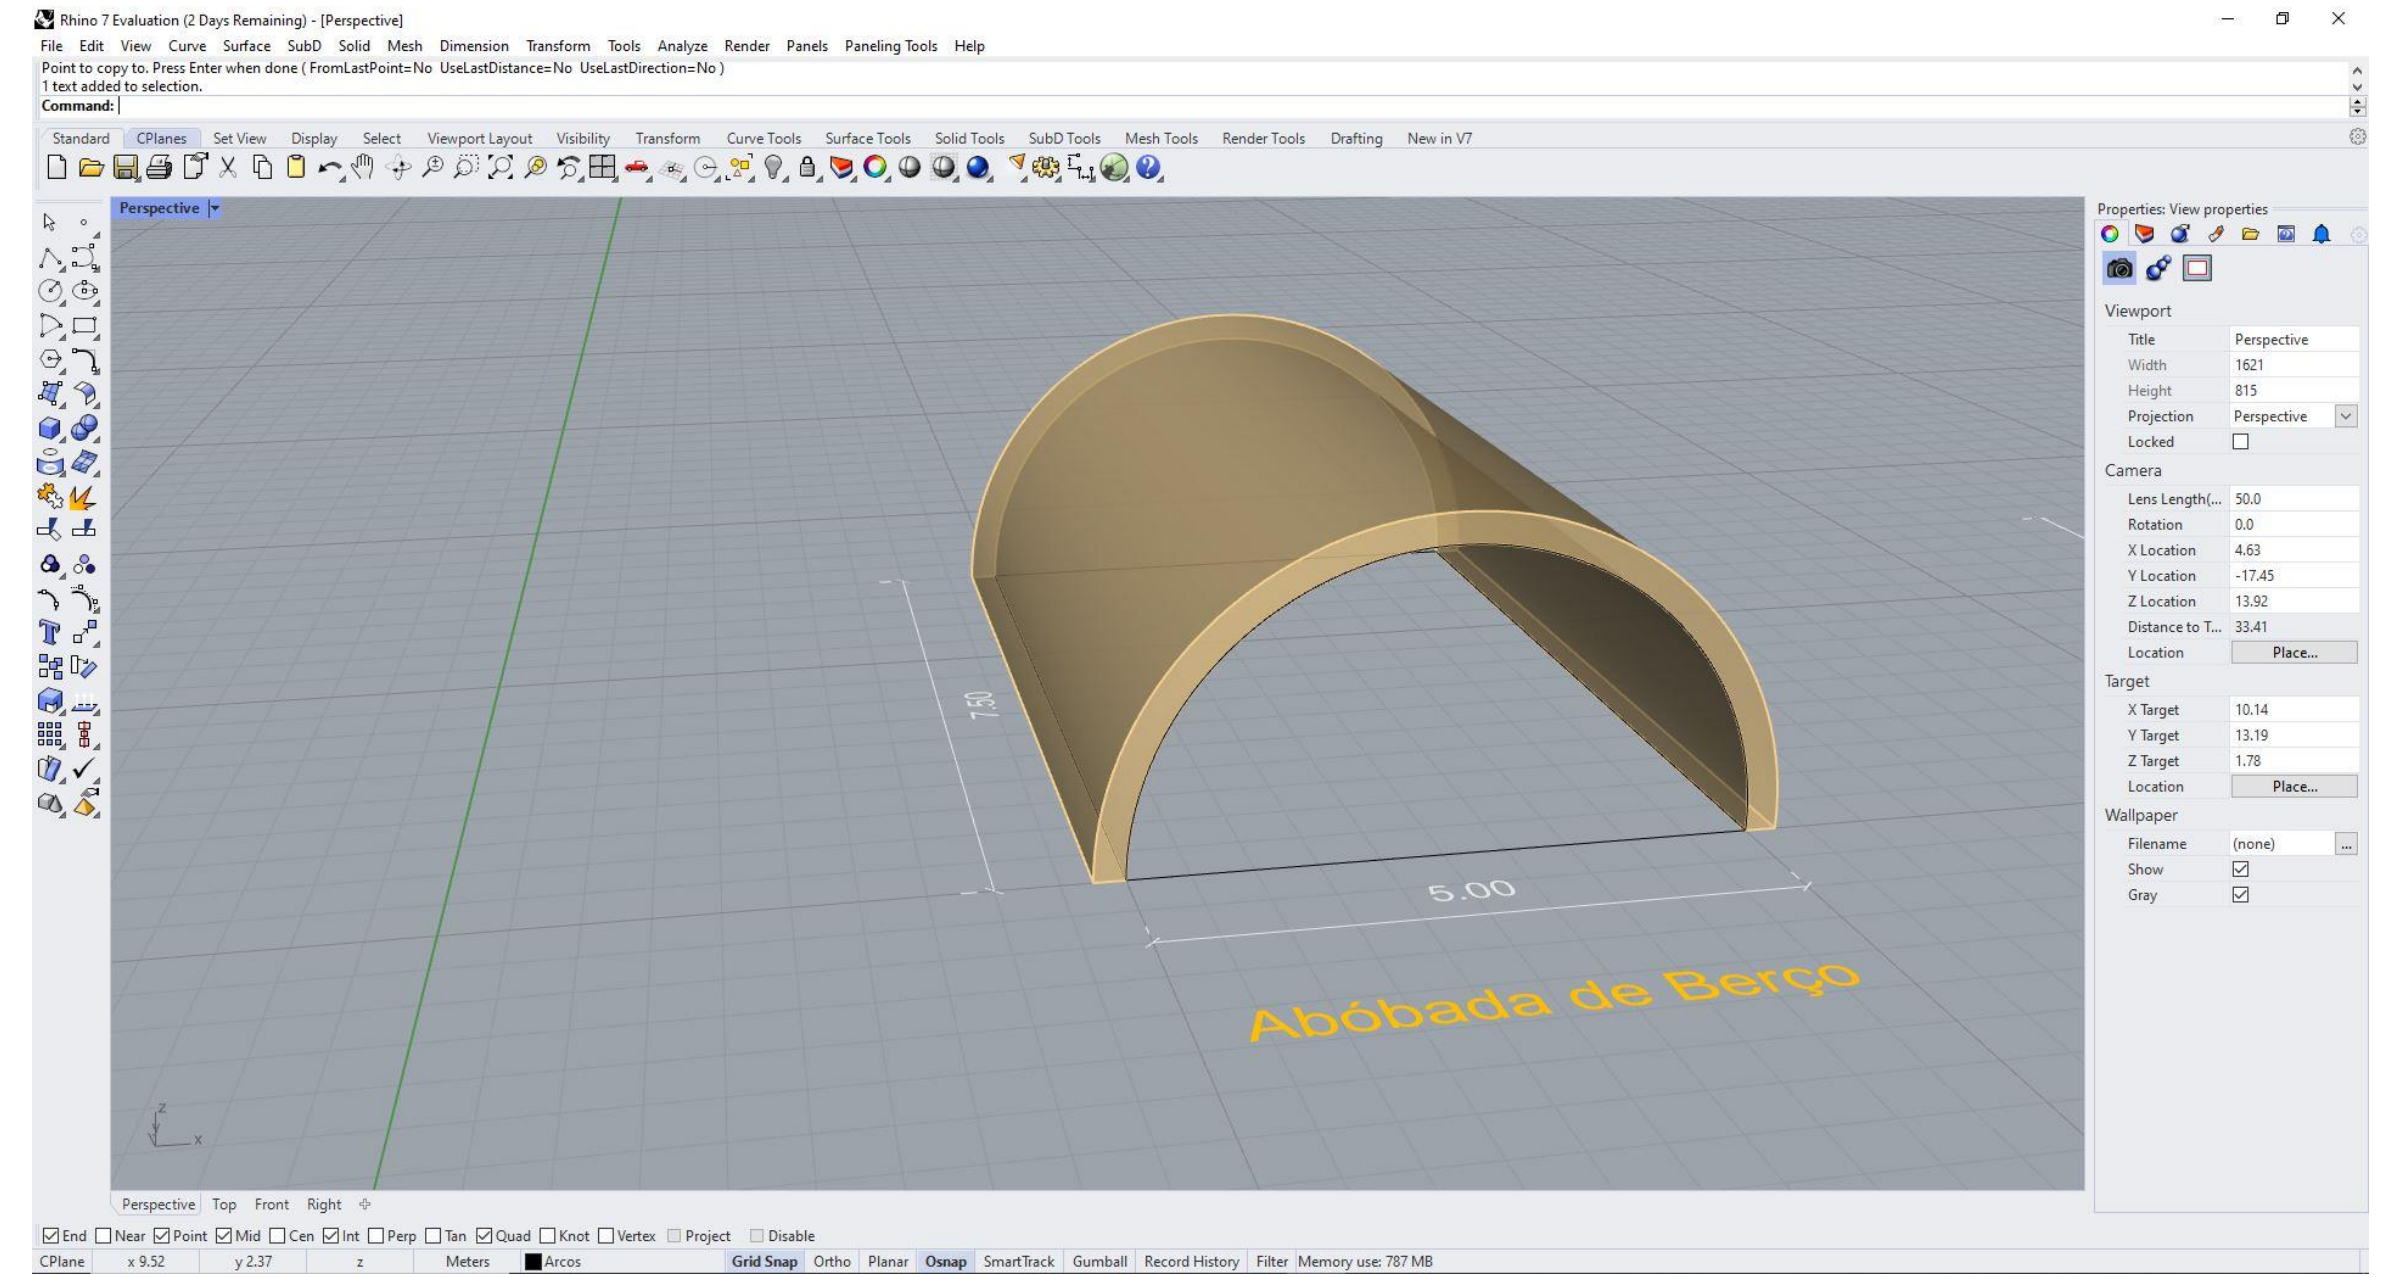 Rhino 7 Evaluation (2 Days Remaining) - [Perspective]
File Edit View Curve Surface SubD Solid Mesh Dimension Transform Tools Analyze Render Panels Paneling Tools Help
Point to copy to. Press Enter when done ( FromLastPoint=No UseLastDistance=No UseLastDirection=No )
1 text added to selection.
Command:
Standard CPlanes Set View Display Select Viewport Layout Visibility Transform Curve Tools Surface Tools Solid Tools SubD Tools Mesh Tools Render Tools Drafting New in V7
Perspective
7.50
5.00
Abóbada de Berço
z
y
x
Properties: View properties
Viewport
Title Perspective
Width 1621
Height 815
Projection Perspective
Locked
Camera
Lens Length(... 50.0
Rotation 0.0
X Location 4.63
Y Location -17.45
Z Location 13.92
Distance to T... 33.41
Location Place...
Target
X Target 10.14
Y Target 13.19
Z Target 1.78
Location Place...
Wallpaper
Filename (none) ...
Show
Gray
Perspective Top Front Right
End Near Point Mid Cen Int Perp Tan Quad Knot Vertex Project Disable
CPlane x 9.52 y 2.37 z Meters Arcos Grid Snap Ortho Planar Osnap SmartTrack Gumball Record History Filter Memory use: 787 MB